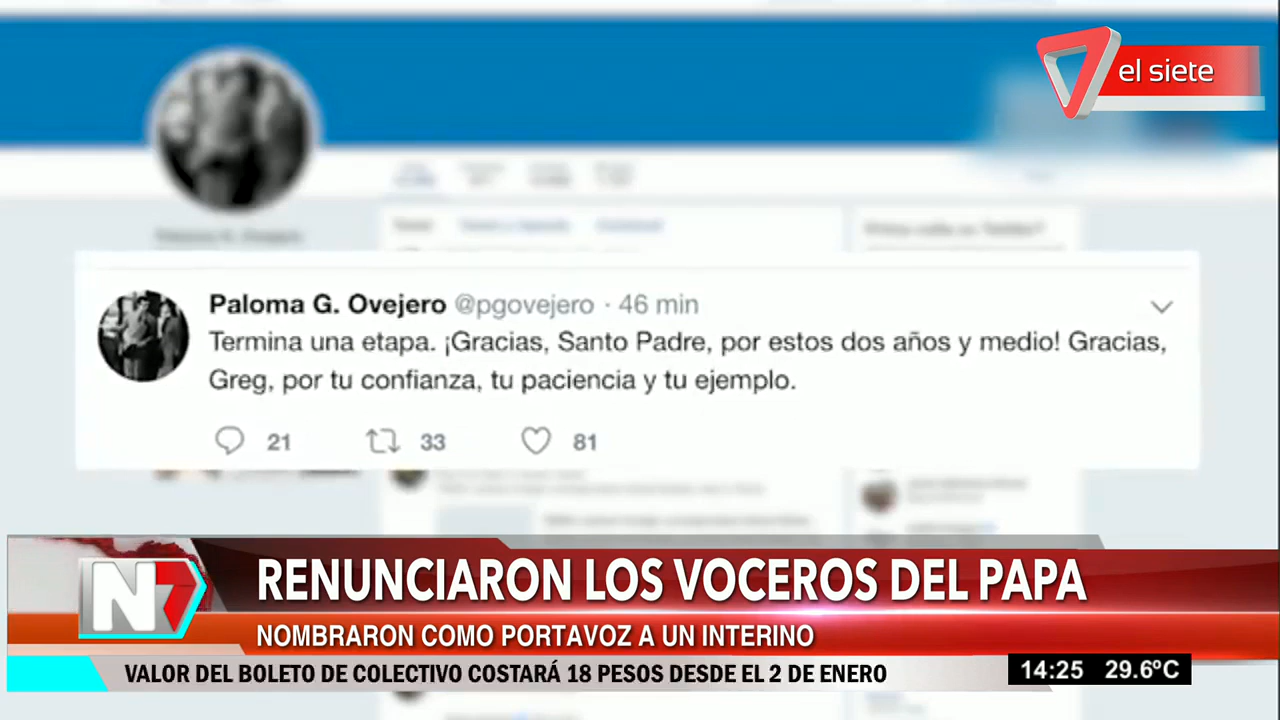 el siete
Paloma G. Ovejero @pgovejero · 46 min
Termina una etapa. ¡Gracias, Santo Padre, por estos dos años y medio! Gracias,
Greg, por tu confianza, tu paciencia y tu ejemplo.
21 33 81
N7
RENUNCIARON LOS VOCEROS DEL PAPA
NOMBRARON COMO PORTAVOZ A UN INTERINO
VALOR DEL BOLETO DE COLECTIVO COSTARÁ 18 PESOS DESDE EL 2 DE ENERO
14:25 29.6ºC